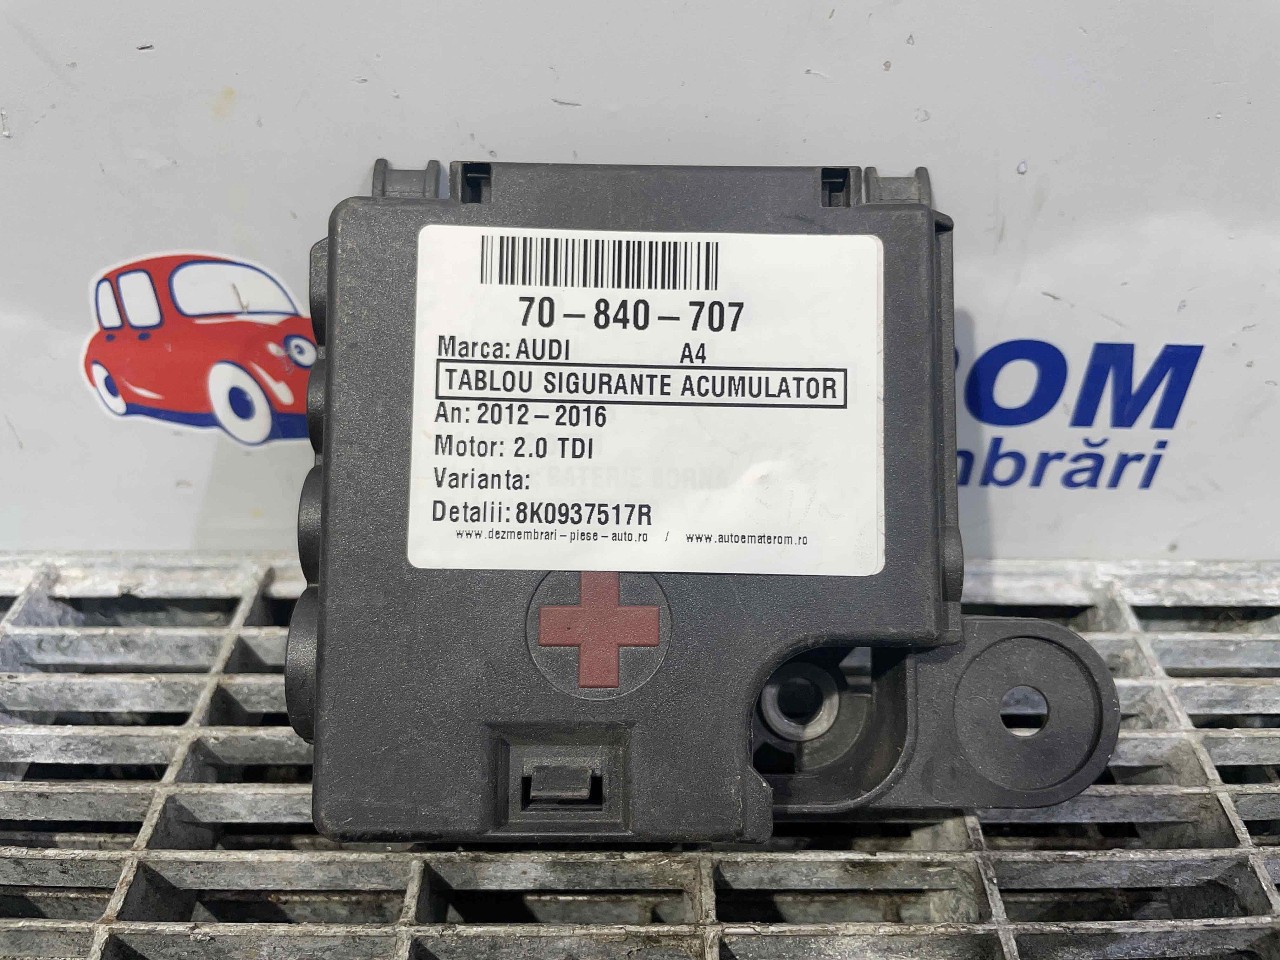 70-840-707
Marca: AUDI A4
TABLOU SIGURANTE ACUMULATOR
An: 2012-2016
Motor: 2.0 TDI
Varianta:
Detalii: 8K0937517R
www.dezmembrari-piese-auto.ro / www.autoematerom.ro
ROM
mbrări